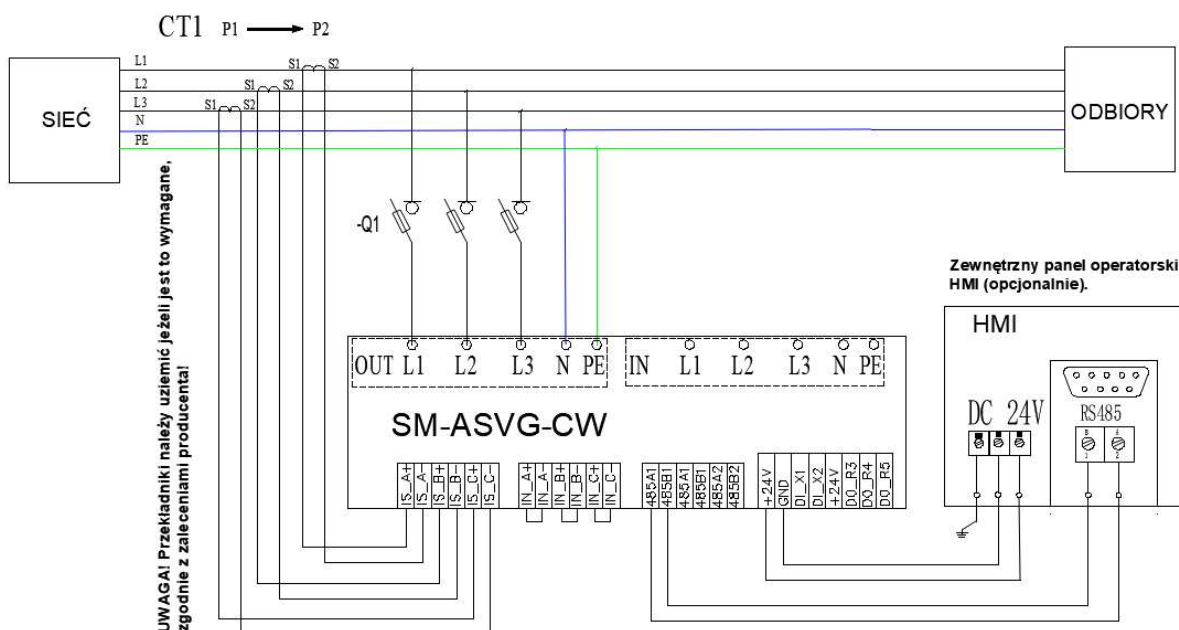 CT1 P1 P2
L1
S1 S2
L2
S1 S2
L3
S1 S2
N
PE
SIEĆ
ODBIORY
UWAGA! Przekładniki należy uziemić jeżeli jest to wymagane,
zgodnie z zaleceniami producenta!
-Q1
Zewnętrzny panel operatorski
HMI (opcjonalnie).
HMI
OUT L1 L2 L3 N PE
IN L1 L2 L3 N PE
SM-ASVG-CW
DC 24V
RS485
B A
1 2
IS_A+
IS_A-
IS_B+
IS_B-
IS_C+
IS_C-
IN_A+
IN_A-
IN_B+
IN_B-
IN_C+
IN_C-
485A1
485B1
485A1
485B1
485A2
485B2
+24V
GND
DI_X1
DI_X2
+24V
DO_R3
DO_R4
DO_R5